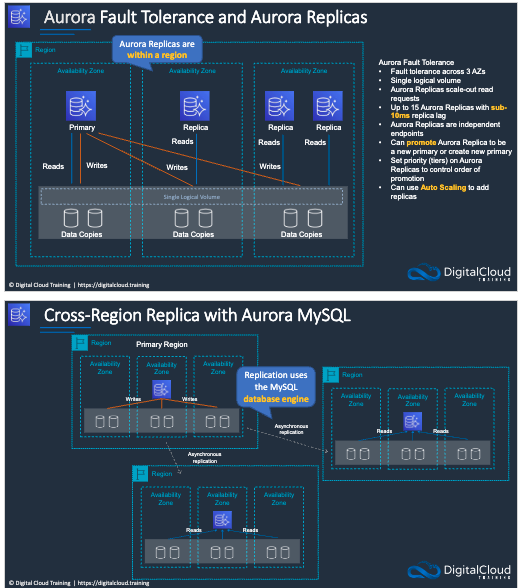 Aurora Fault Tolerance and Aurora Replicas
Region
Aurora Replicas are
within a region
Availability Zone
Availability Zone
Availability Zone
Primary
Replica
Replica
Replica
Reads
Writes
Reads
Writes
Reads
Writes
Reads
Single Logical Volume
Data Copies
Data Copies
Data Copies
Aurora Fault Tolerance
• Fault tolerance across 3 AZs
• Single logical volume
• Aurora Replicas scale-out read
requests
• Up to 15 Aurora Replicas with sub-
10ms replica lag
• Aurora Replicas are independent
endpoints
• Can promote Aurora Replica to be
a new primary or create new primary
• Set priority (tiers) on Aurora
Replicas to control order of
promotion
• Can use Auto Scaling to add
replicas
© Digital Cloud Training | https://digitalcloud.training
DigitalCloud
TRAINING
Cross-Region Replica with Aurora MySQL
Region
Primary Region
Availability
Zone
Availability
Zone
Availability
Zone
Writes
Writes
Replication uses
the MySQL
database engine
Asynchronous
replication
Asynchronous
replication
Region
Availability
Zone
Availability
Zone
Availability
Zone
Reads
Reads
Region
Availability
Zone
Availability
Zone
Availability
Zone
Reads
Reads
© Digital Cloud Training | https://digitalcloud.training
DigitalCloud
TRAINING